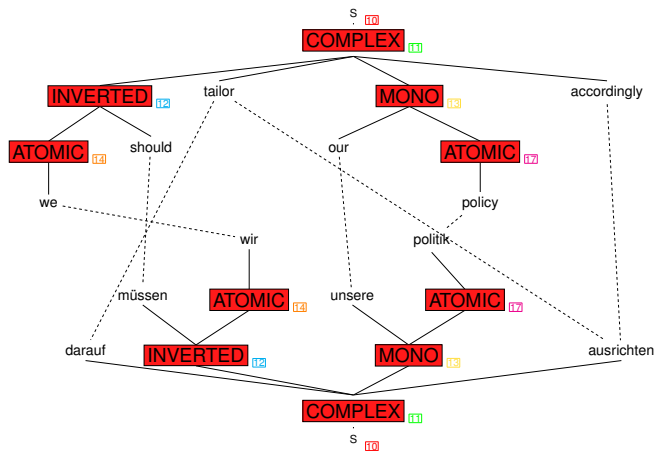 S
10
COMPLEX 11
INVERTED 12 tailor MONO 13 accordingly
ATOMIC 14 should our ATOMIC 17
we policy
wir politik
müssen ATOMIC 14 unsere ATOMIC 17
darauf INVERTED 12 MONO 13 ausrichten
COMPLEX 11
S
10